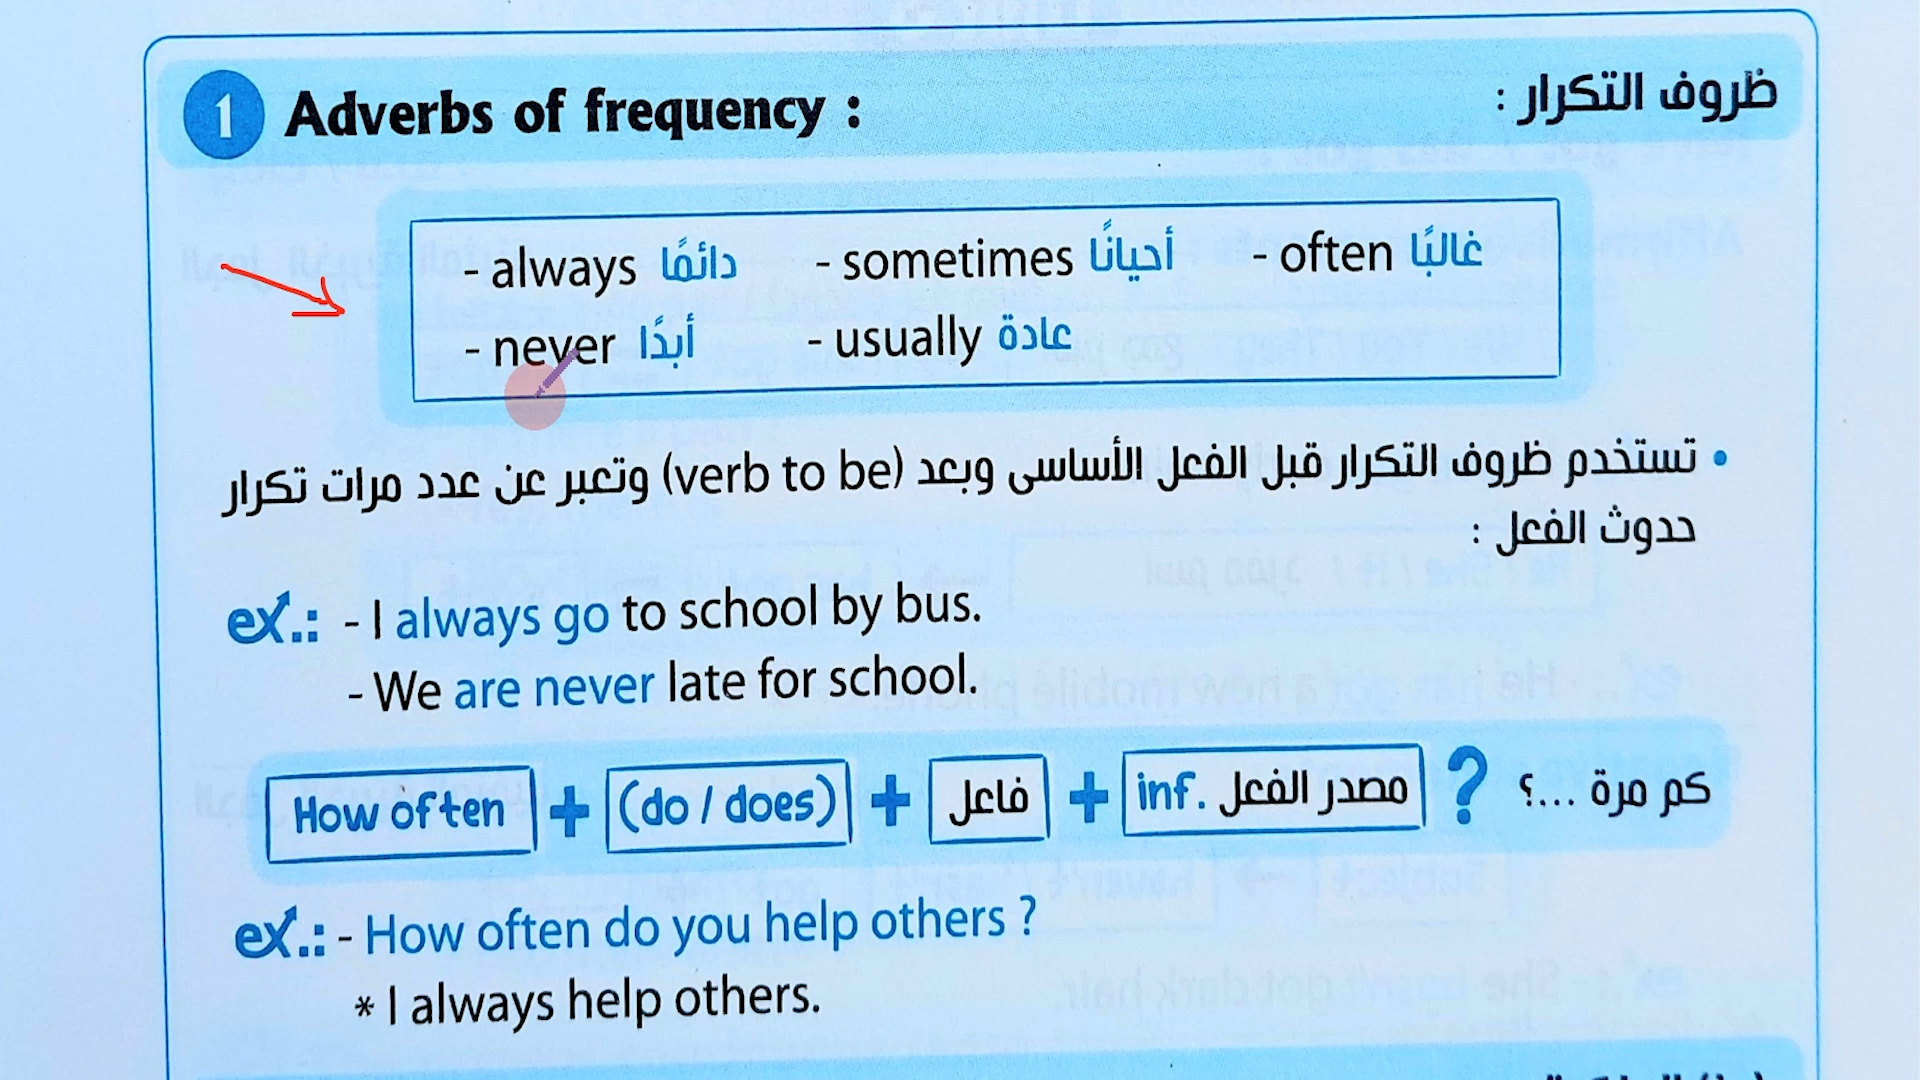 1 Adverbs of frequency : ظروف التكرار :
- always دائمًا - sometimes أحيانًا - often غالبًا
- never أبدًا - usually عادة
• تستخدم ظروف التكرار قبل الفعل الأساسى وبعد (verb to be) وتعبر عن عدد مرات تكرار
حدوث الفعل :
ex.: - I always go to school by bus.
- We are never late for school.
How often + (do / does) + فاعل + inf. مصدر الفعل ? كم مرة ...؟
ex.: - How often do you help others ?
* I always help others.